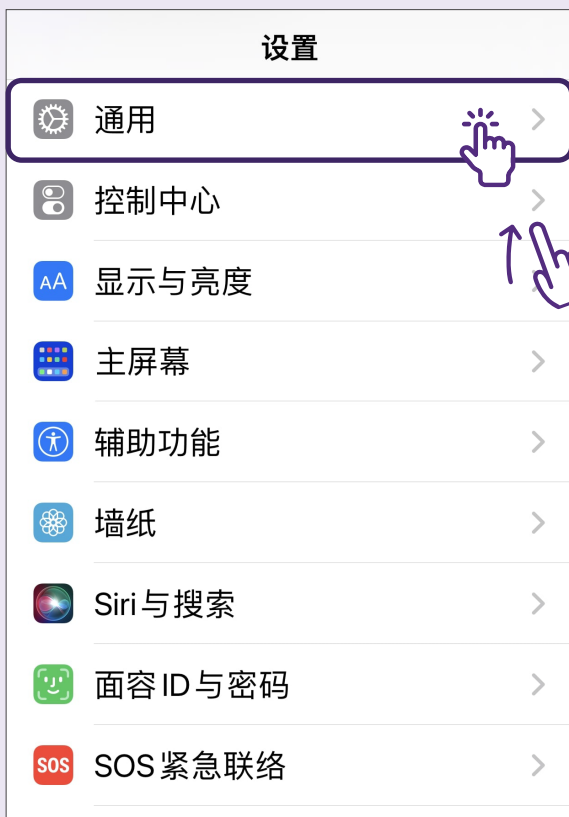 设置
通用
控制中心
AA 显示与亮度
主屏幕
辅助功能
墙纸
Siri与搜索
面容ID与密码
SOS SOS紧急联络